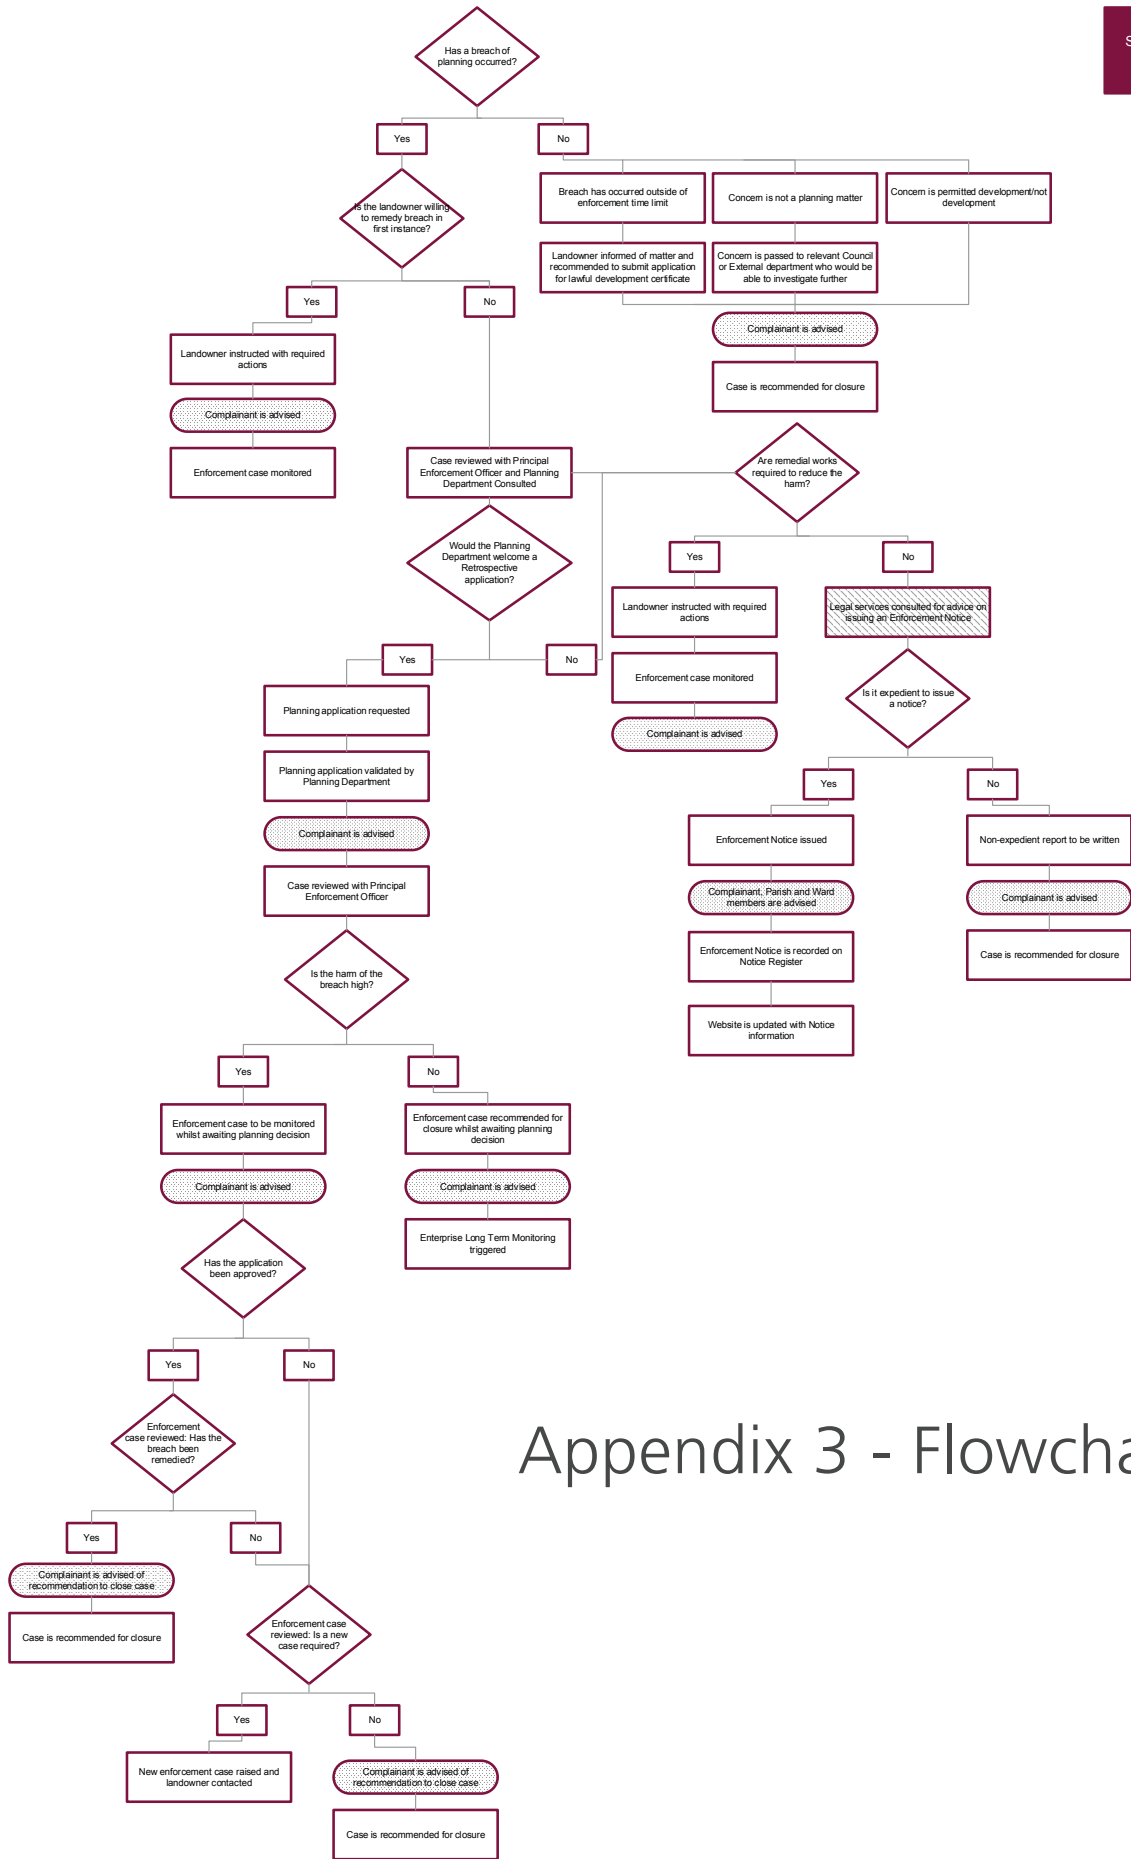 Has a breach of
planning occurred?
S
Yes
No
Is the landowner willing
to remedy breach in
first instance?
Breach has occurred outside of
enforcement time limit
Concern is not a planning matter
Concern is permitted development/not
development
Landowner informed of matter and
recommended to submit application
for lawful development certificate
Concern is passed to relevant Council
or External department who would be
able to investigate further
Yes
No
Complainant is advised
Landowner instructed with required
actions
Case is recommended for closure
Complainant is advised
Enforcement case monitored
Case reviewed with Principal
Enforcement Officer and Planning
Department Consulted
Are remedial works
required to reduce the
harm?
Would the Planning
Department welcome a
Retrospective
application?
Yes
No
Landowner instructed with required
actions
Legal services consulted for advice on
issuing an Enforcement Notice
Yes
No
Enforcement case monitored
Is it expedient to issue
a notice?
Planning application requested
Complainant is advised
Planning application validated by
Planning Department
Yes
No
Complainant is advised
Enforcement Notice issued
Non-expedient report to be written
Case reviewed with Principal
Enforcement Officer
Complainant, Parish and Ward
members are advised
Complainant is advised
Enforcement Notice is recorded on
Notice Register
Case is recommended for closure
Is the harm of the
breach high?
Website is updated with Notice
information
Yes
No
Enforcement case to be monitored
whilst awaiting planning decision
Enforcement case recommended for
closure whilst awaiting planning
decision
Complainant is advised
Complainant is advised
Enterprise Long Term Monitoring
triggered
Has the application
been approved?
Yes
No
Enforcement
case reviewed: Has the
breach been
remedied?
Appendix 3 - Flowcha
Yes
No
Complainant is advised of
recommendation to close case
Case is recommended for closure
Enforcement case
reviewed: Is a new
case required?
Yes
No
New enforcement case raised and
landowner contacted
Complainant is advised of
recommendation to close case
Case is recommended for closure